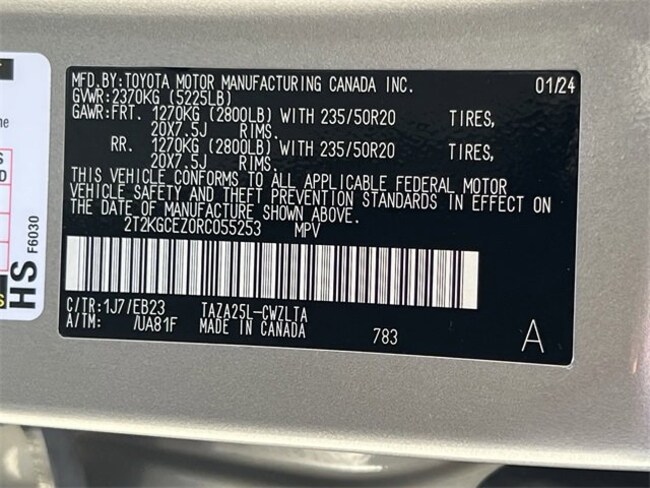 MFD.BY:TOYOTA MOTOR MANUFACTURING CANADA INC. 01/24
GVWR:2370KG (5225LB)
GAWR:FRT. 1270KG (2800LB) WITH 235/50R20 TIRES,
20X7.5J RIMS.
RR. 1270KG (2800LB) WITH 235/50R20 TIRES,
20X7.5J RIMS.
THIS VEHICLE CONFORMS TO ALL APPLICABLE FEDERAL MOTOR
VEHICLE SAFETY AND THEFT PREVENTION STANDARDS IN EFFECT ON
THE DATE OF MANUFACTURE SHOWN ABOVE.
2T2KGCEZ0RC055253 MPV
C/TR:1J7/EB23 TAZA25L-CWZLTA
A/TM: /UA81F MADE IN CANADA 783
A
HS F6030